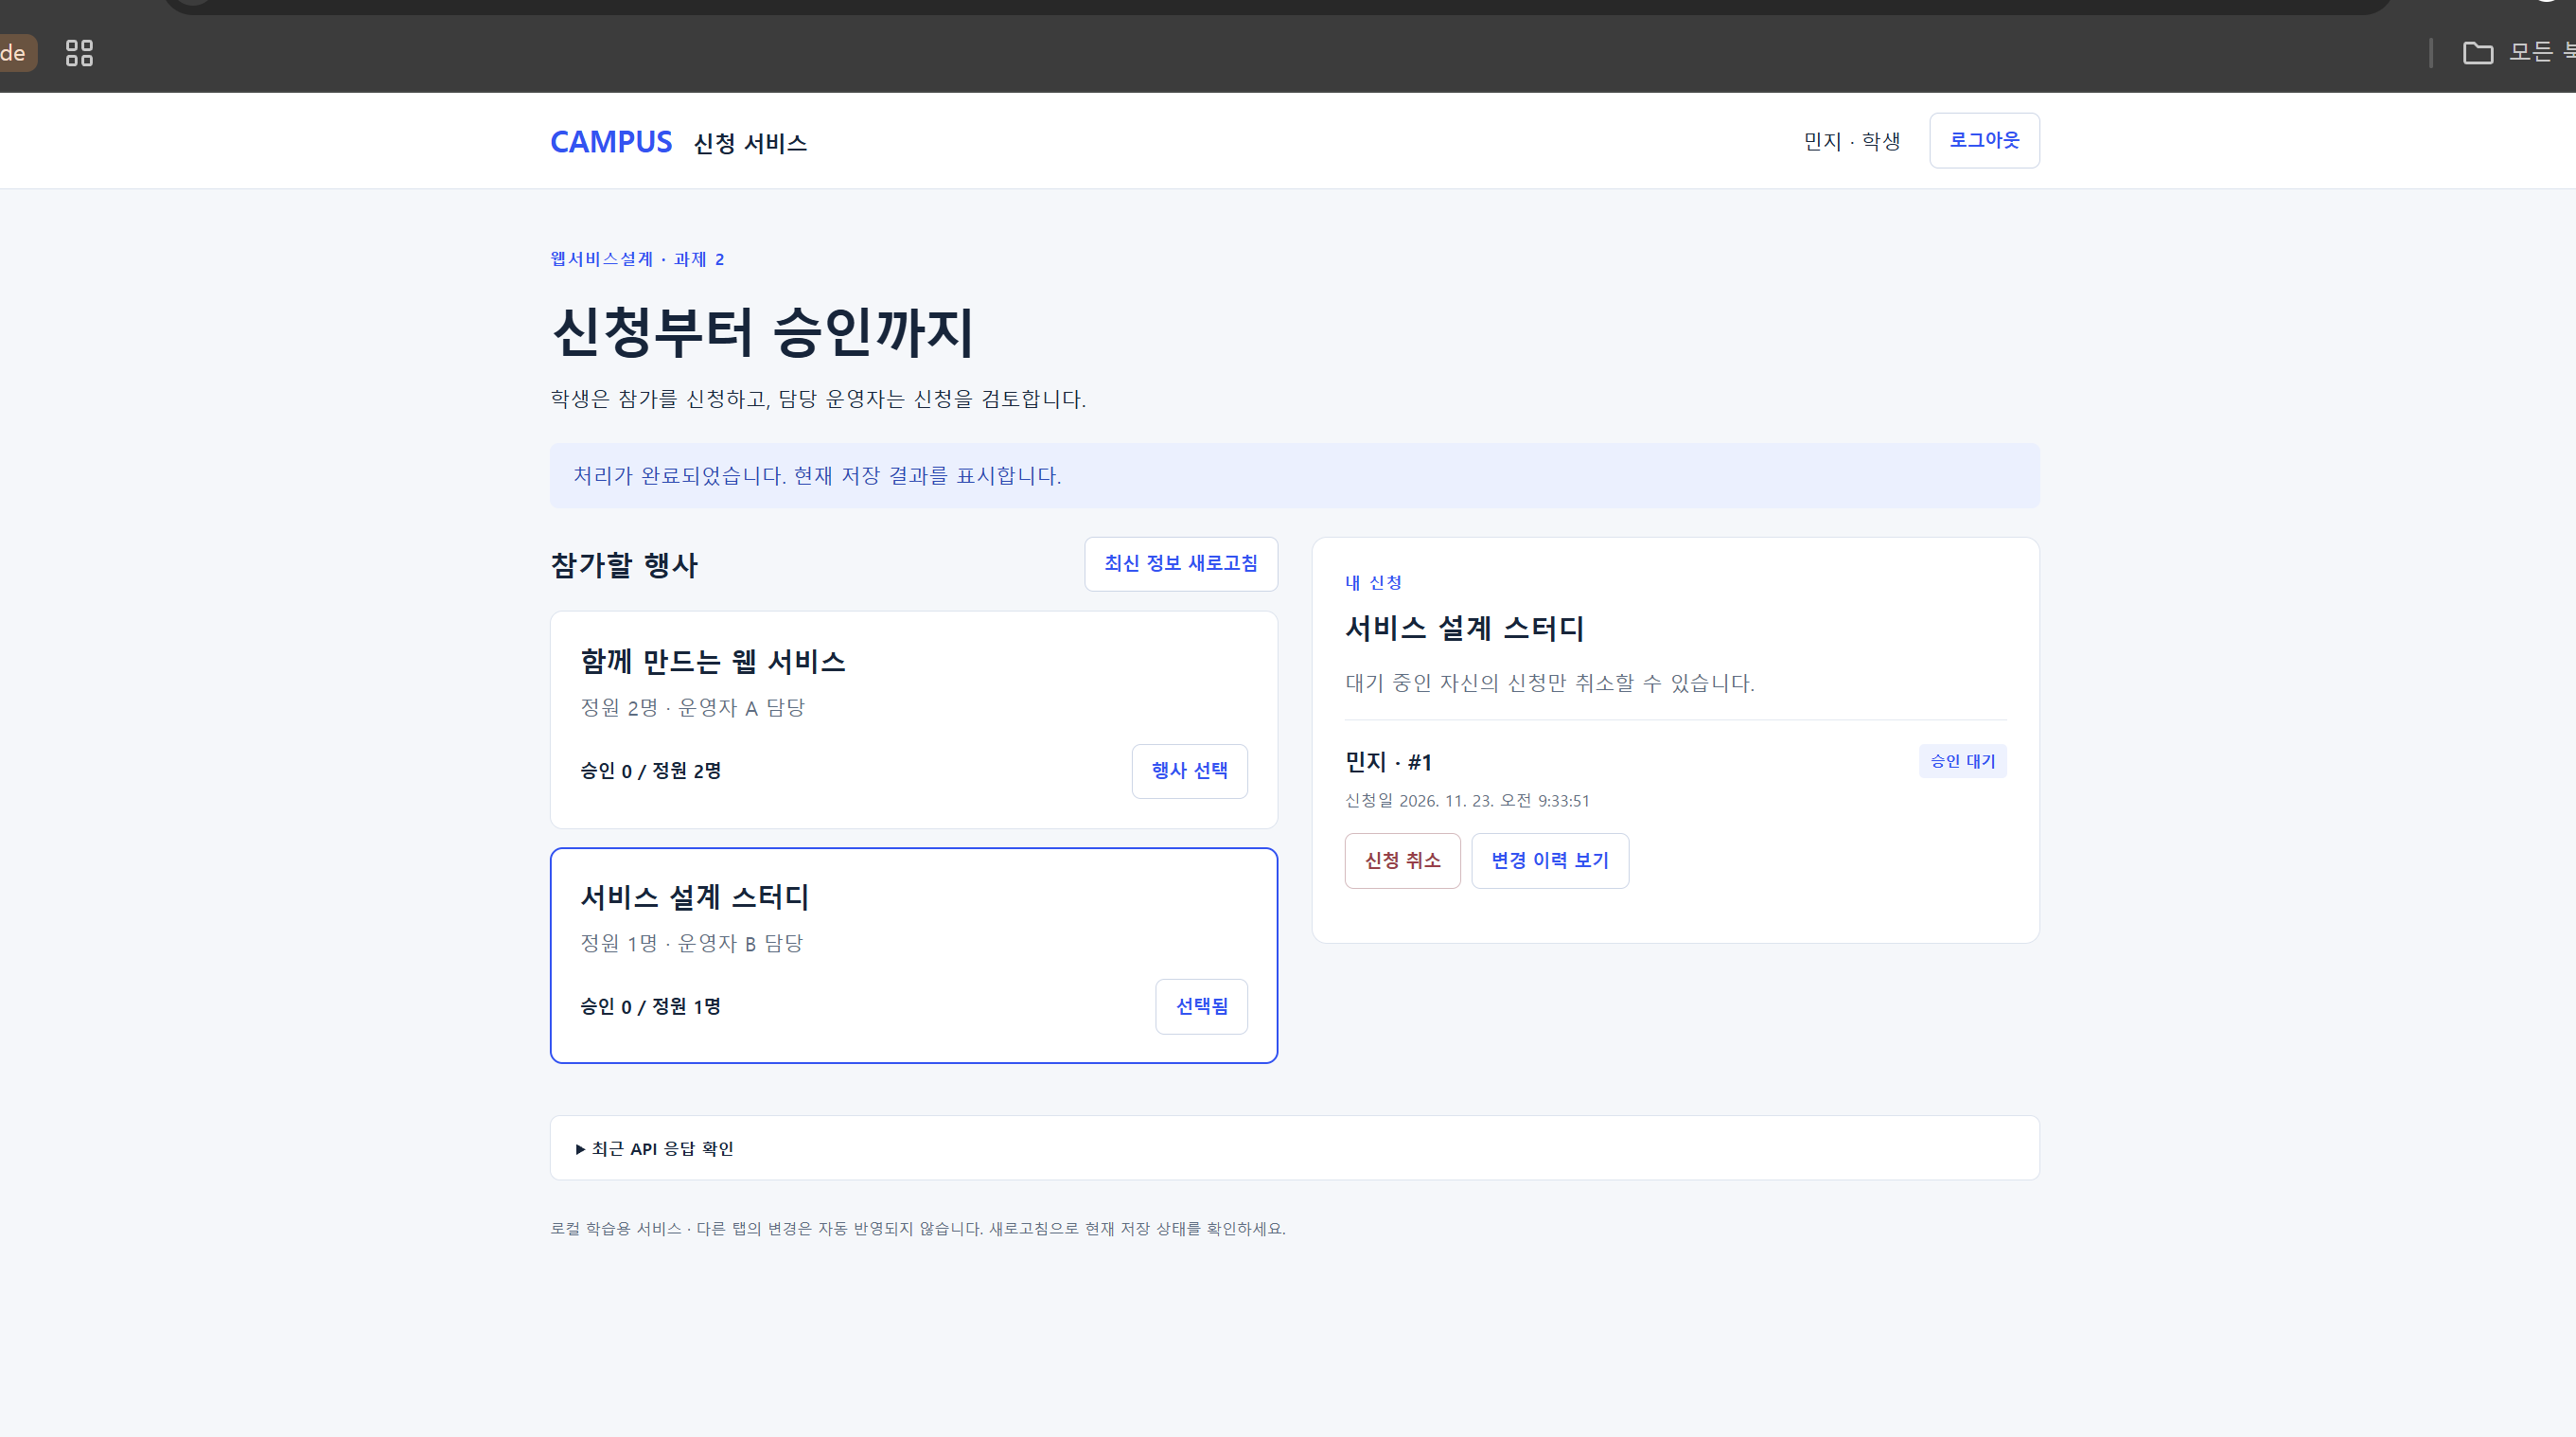 de
모든
CAMPUS 신청 서비스
민지 · 학생
로그아웃
웹서비스설계 · 과제 2
신청부터 승인까지
학생은 참가를 신청하고, 담당 운영자는 신청을 검토합니다.
처리가 완료되었습니다. 현재 저장 결과를 표시합니다.
참가할 행사
최신 정보 새로고침
함께 만드는 웹 서비스
정원 2명 · 운영자 A 담당
승인 0 / 정원 2명
행사 선택
서비스 설계 스터디
정원 1명 · 운영자 B 담당
승인 0 / 정원 1명
선택됨
내 신청
서비스 설계 스터디
대기 중인 자신의 신청만 취소할 수 있습니다.
민지 · #1
승인 대기
신청일 2026. 11. 23. 오전 9:33:51
신청 취소
변경 이력 보기
▶ 최근 API 응답 확인
로컬 학습용 서비스 · 다른 탭의 변경은 자동 반영되지 않습니다. 새로고침으로 현재 저장 상태를 확인하세요.